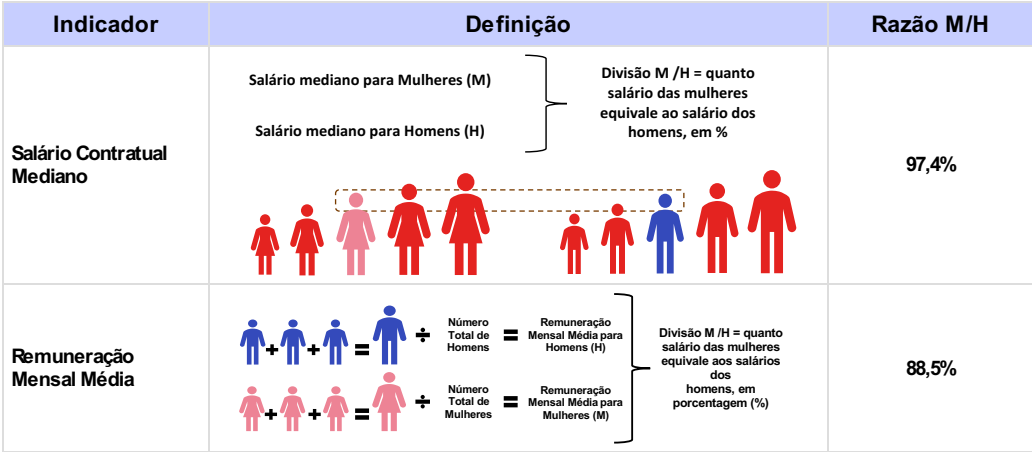 Indicador
Definição
Razão M/H
Salário Contratual
Mediano
Salário mediano para Mulheres (M)
Salário mediano para Homens (H)
Divisão M /H = quanto
salário das mulheres
equivale ao salário dos
homens, em %
97,4%
Remuneração
Mensal Média
+ + = ÷
Número
Total de
Homens
=
Remuneração
Mensal Média para
Homens (H)
+ + = ÷
Número
Total de
Mulheres
=
Remuneração
Mensal Média para
Mulheres (M)
Divisão M /H = quanto
salário das mulheres
equivale aos salários
dos
homens, em
porcentagem (%)
88,5%